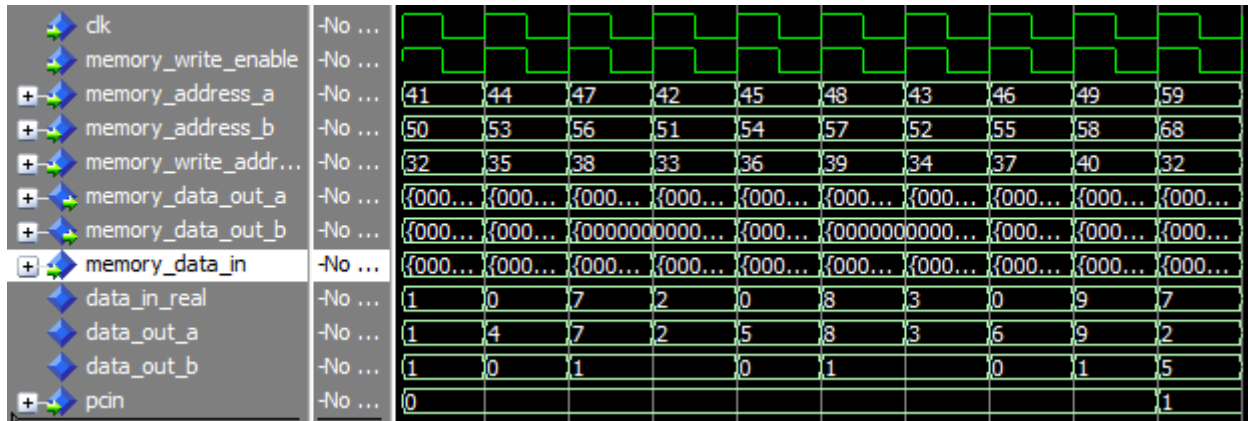 clk -No ...
memory_write_enable -No ...
memory_address_a -No ... 41 44 47 42 45 48 43 46 49 59
memory_address_b -No ... 50 53 56 51 54 57 52 55 58 68
memory_write_addr... -No ... 32 35 38 33 36 39 34 37 40 32
memory_data_out_a -No ... {000... {000... {000... {000... {000... {000... {000... {000... {000... {000...
memory_data_out_b -No ... {000... {000... {0000000000... {000... {0000000000... {000... {000... {000...
memory_data_in -No ... {000... {000... {000... {000... {000... {000... {000... {000... {000... {000...
data_in_real -No ... 1 0 7 2 0 8 3 0 9 7
data_out_a -No ... 1 4 7 2 5 8 3 6 9 2
data_out_b -No ... 1 0 1 0 1 0 1 5
pcin -No ... 0 1